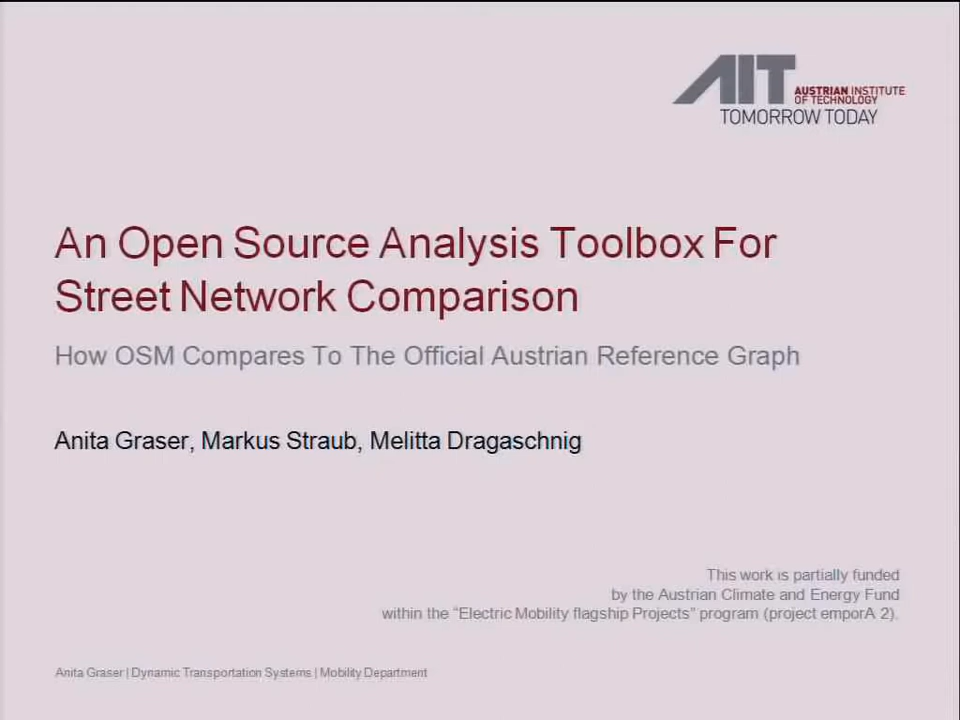 AIT
AUSTRIAN INSTITUTE
OF TECHNOLOGY
TOMORROW TODAY
An Open Source Analysis Toolbox For
Street Network Comparison
How OSM Compares To The Official Austrian Reference Graph
Anita Graser, Markus Straub, Melitta Dragaschnig
This work is partially funded
by the Austrian Climate and Energy Fund
within the “Electric Mobility flagship Projects” program (project emporA 2).
Anita Graser | Dynamic Transportation Systems | Mobility Department